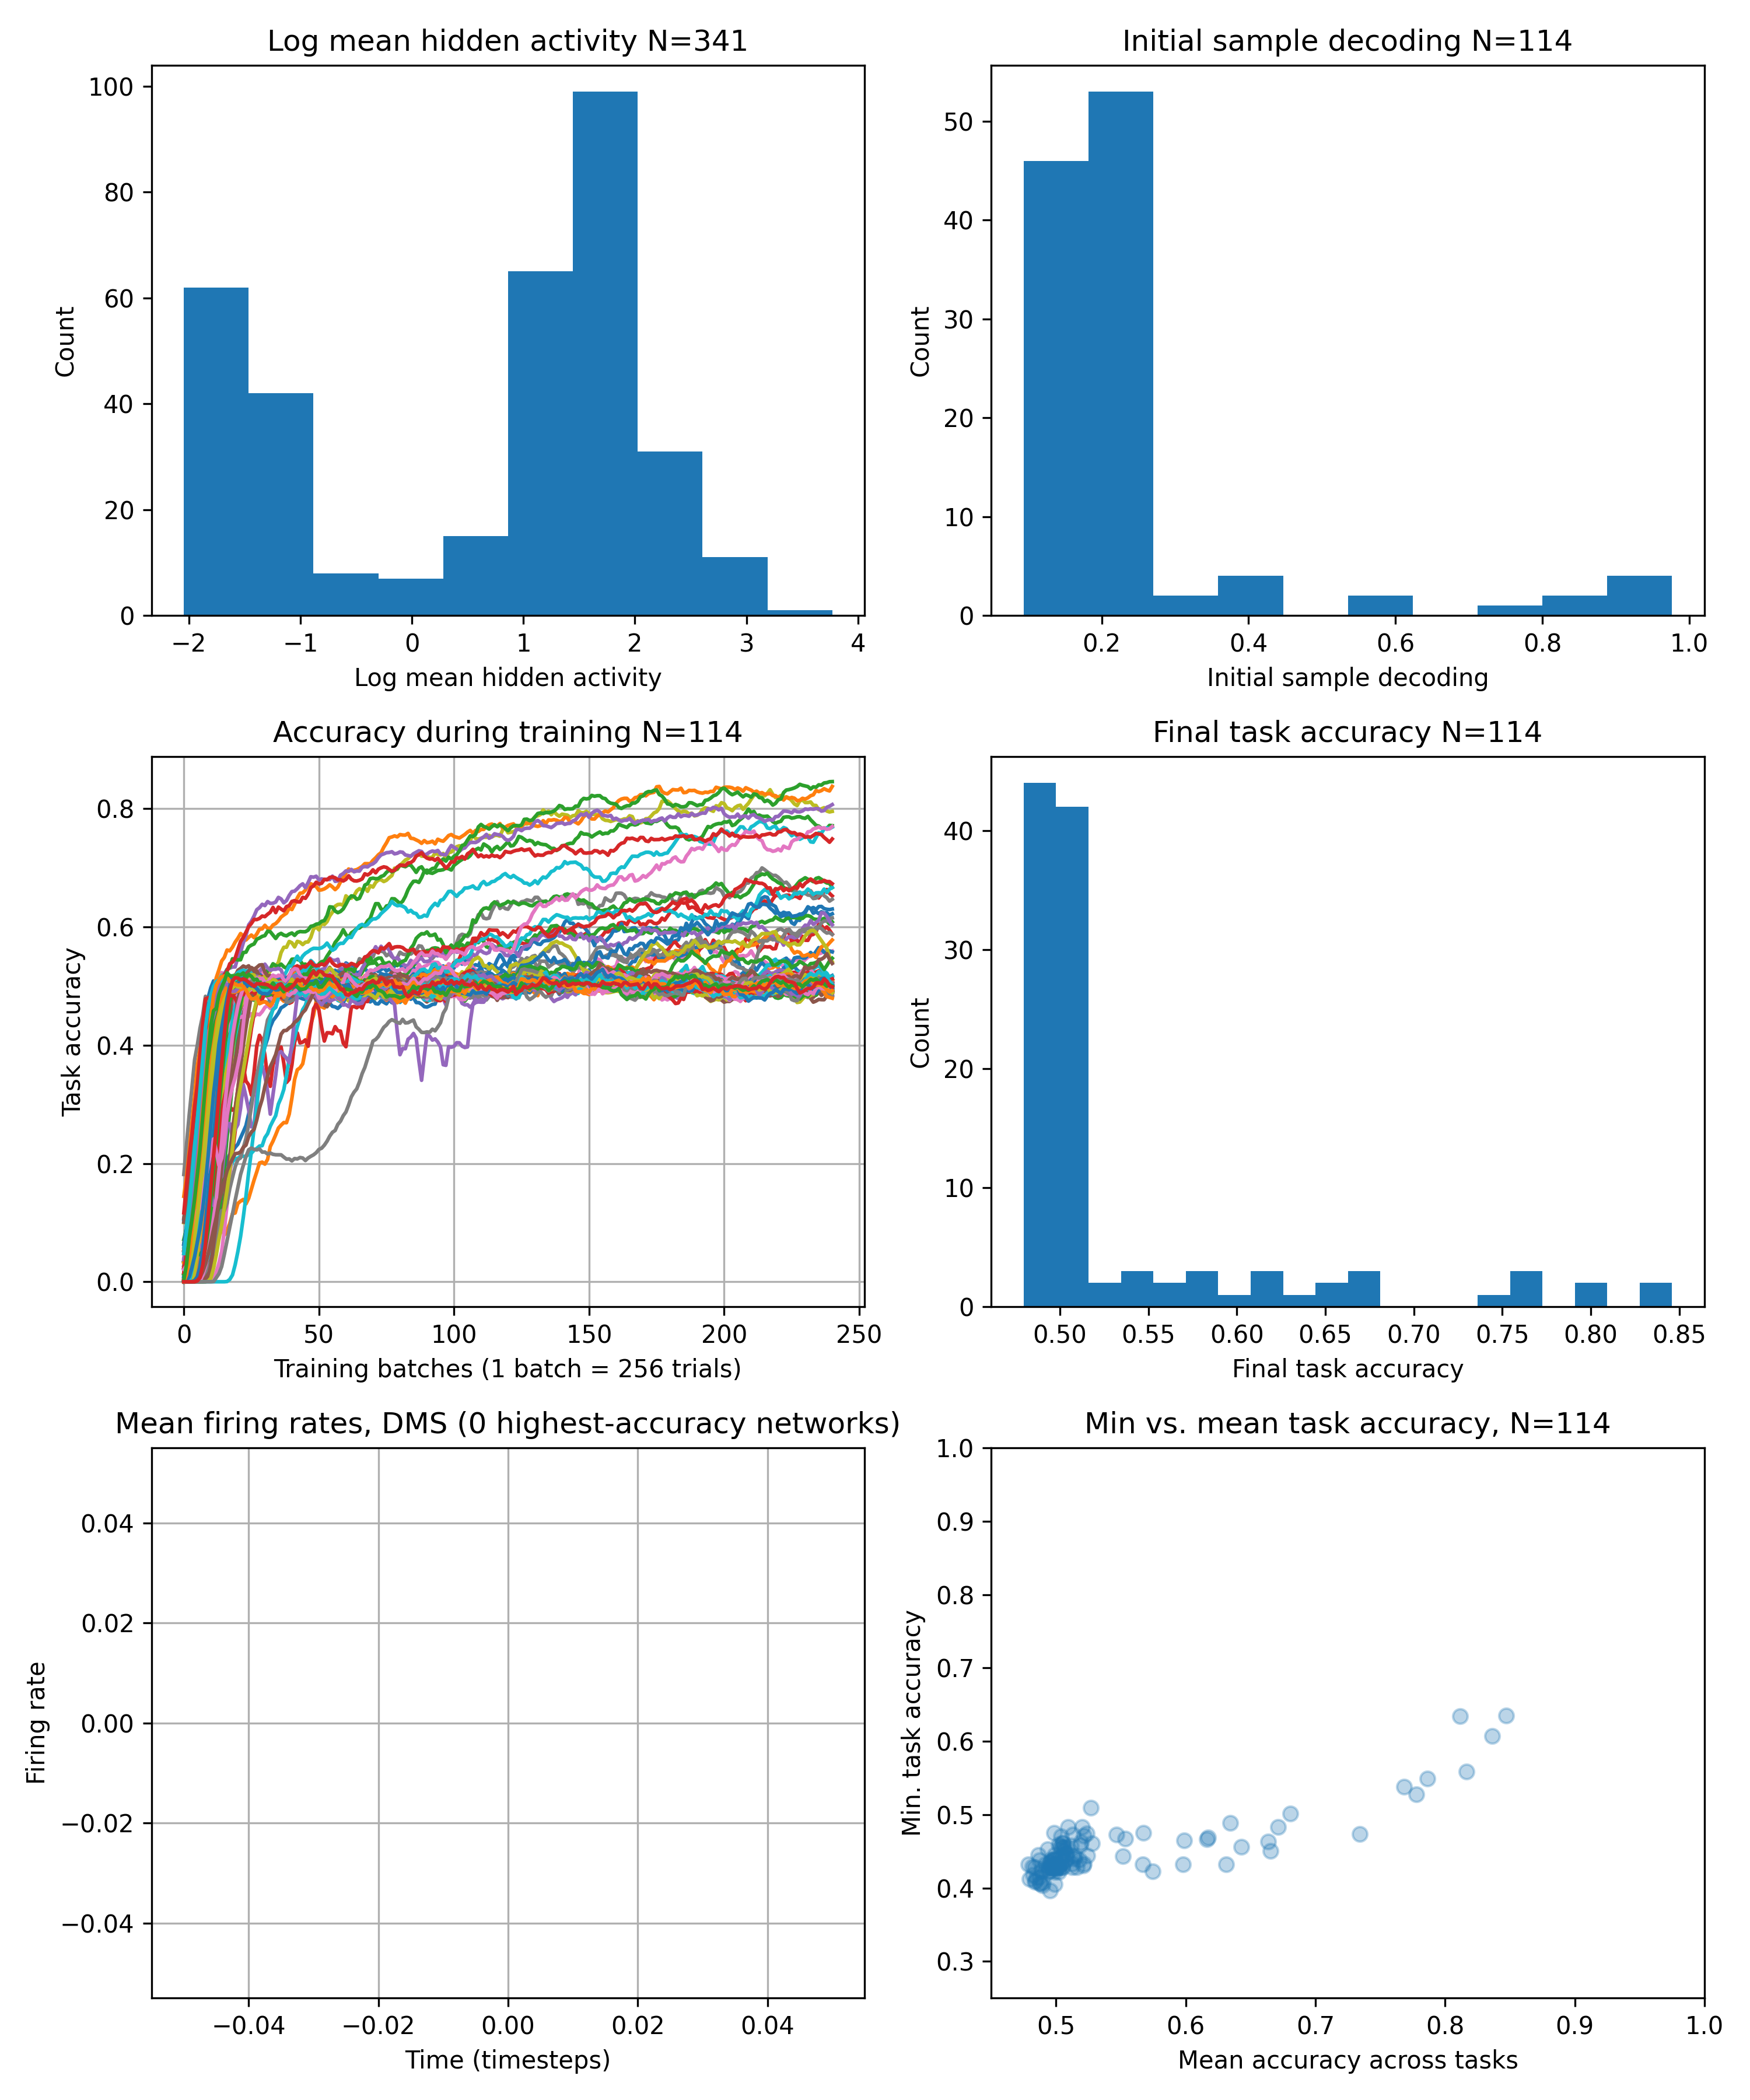 Log mean hidden activity N=341
Count
100
80
60
40
20
0
−2 −1 0 1 2 3 4
Log mean hidden activity
Initial sample decoding N=114
Count
50
40
30
20
10
0
0.2 0.4 0.6 0.8 1.0
Initial sample decoding
Accuracy during training N=114
Task accuracy
0.8
0.6
0.4
0.2
0.0
0 50 100 150 200 250
Training batches (1 batch = 256 trials)
Final task accuracy N=114
Count
40
30
20
10
0
0.50 0.55 0.60 0.65 0.70 0.75 0.80 0.85
Final task accuracy
Mean firing rates, DMS (0 highest-accuracy networks)
Firing rate
0.04
0.02
0.00
−0.02
−0.04
−0.04 −0.02 0.00 0.02 0.04
Time (timesteps)
Min vs. mean task accuracy, N=114
Min. task accuracy
1.0
0.9
0.8
0.7
0.6
0.5
0.4
0.3
0.5 0.6 0.7 0.8 0.9 1.0
Mean accuracy across tasks